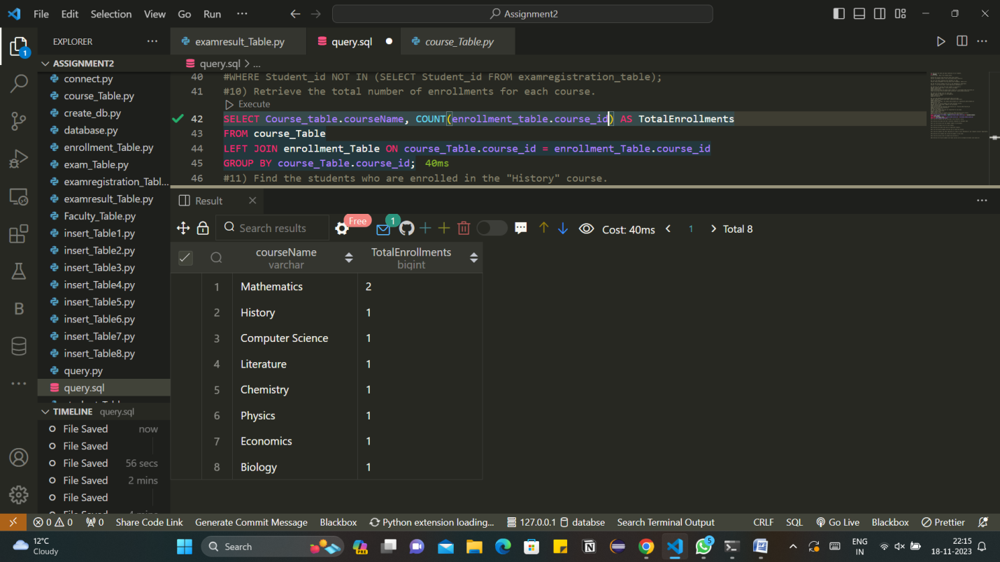 File Edit Selection View Go Run ··· Assignment2
EXPLORER ···
examresult_Table.py query.sql course_Table.py
1
ASSIGNMENT2
connect.py
course_Table.py
create_db.py
database.py
enrollment_Table.py
exam_Table.py
examregistration_Tabl...
examresult_Table.py
Faculty_Table.py
insert_Table1.py
insert_Table2.py
insert_Table3.py
insert_Table4.py
insert_Table5.py
insert_Table6.py
insert_Table7.py
insert_Table8.py
query.py
query.sql
TIMELINE query.sql
File Saved now
File Saved
File Saved 56 secs
File Saved 2 mins
File Saved
query.sql > ...
40 #WHERE Student_id NOT IN (SELECT Student_id FROM examregistration_table);
41 #10) Retrieve the total number of enrollments for each course.
Execute
42 SELECT Course_table.courseName, COUNT(enrollment_table.course_id) AS TotalEnrollments
43 FROM course_Table
44 LEFT JOIN enrollment_Table ON course_Table.course_id = enrollment_Table.course_id
45 GROUP BY course_Table.course_id; 40ms
46 #11) Find the students who are enrolled in the "History" course.
Result
Search results Free 1 Cost: 40ms < 1 > Total 8
courseName TotalEnrollments
varchar bigint
1 Mathematics 2
2 History 1
3 Computer Science 1
4 Literature 1
5 Chemistry 1
6 Physics 1
7 Economics 1
8 Biology 1
B
0 0 0 Share Code Link Generate Commit Message Blackbox Python extension loading... 127.0.0.1 databse Search Terminal Output CRLF SQL Go Live Blackbox Prettier
12°C
Cloudy
Search PRE 5 ENG
IN
22:15
18-11-2023